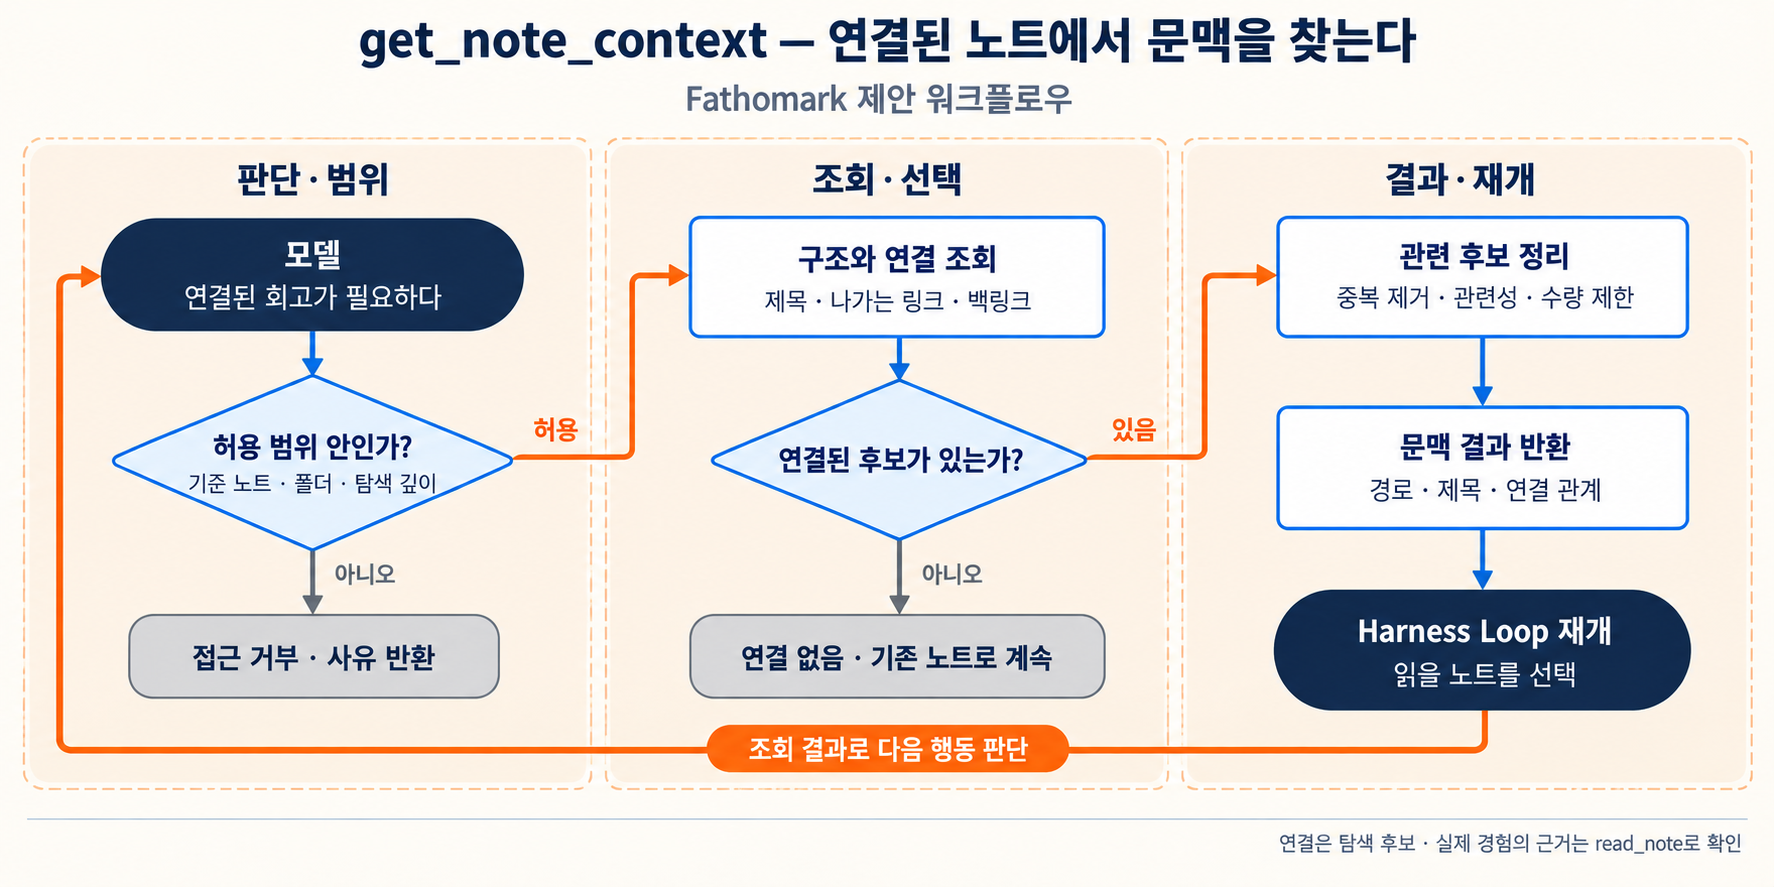 get_note_context — 연결된 노트에서 문맥을 찾는다
Fathomark 제안 워크플로우
판단 · 범위
모델
연결된 회고가 필요하다
허용 범위 안인가?
기준 노트 · 폴더 · 탐색 깊이
허용
아니오
접근 거부 · 사유 반환
조회 · 선택
구조와 연결 조회
제목 · 나가는 링크 · 백링크
연결된 후보가 있는가?
있음
아니오
연결 없음 · 기존 노트로 계속
결과 · 재개
관련 후보 정리
중복 제거 · 관련성 · 수량 제한
문맥 결과 반환
경로 · 제목 · 연결 관계
Harness Loop 재개
읽을 노트를 선택
조회 결과로 다음 행동 판단
연결은 탐색 후보 · 실제 경험의 근거는 read_note로 확인